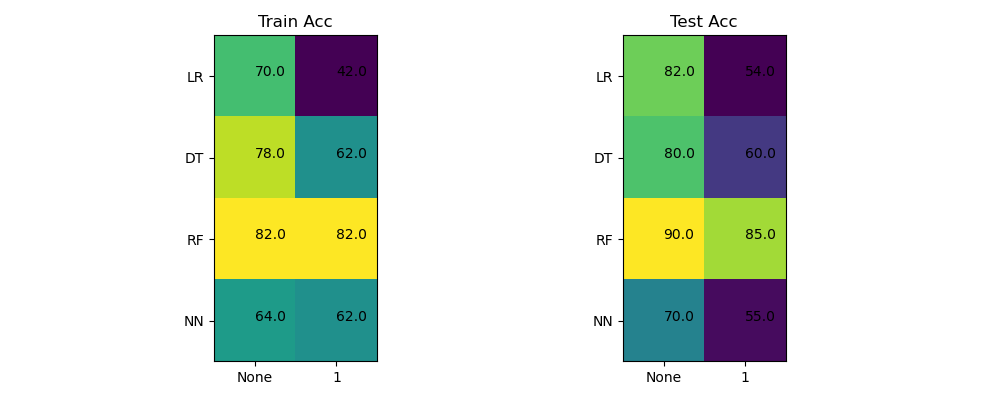 Train Acc
LR 70.0 42.0
DT 78.0 62.0
RF 82.0 82.0
NN 64.0 62.0
None 1
Test Acc
LR 82.0 54.0
DT 80.0 60.0
RF 90.0 85.0
NN 70.0 55.0
None 1